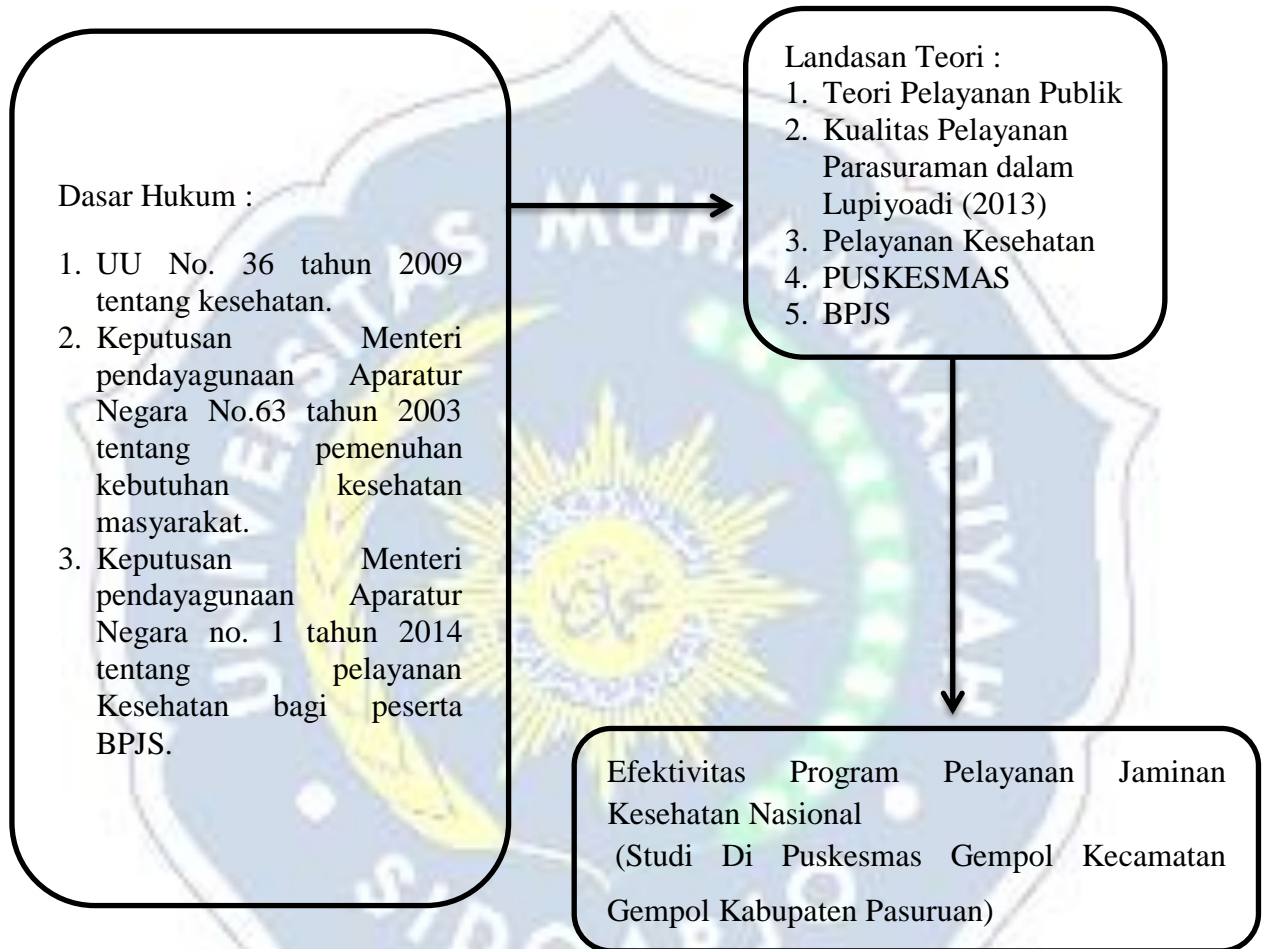 Dasar Hukum :
1. UU No. 36 tahun 2009
tentang kesehatan.
2. Keputusan Menteri
pendayagunaan Aparatur
Negara No.63 tahun 2003
tentang pemenuhan
kebutuhan kesehatan
masyarakat.
3. Keputusan Menteri
pendayagunaan Aparatur
Negara no. 1 tahun 2014
tentang pelayanan
Kesehatan bagi peserta
BPJS.
Landasan Teori :
1. Teori Pelayanan Publik
2. Kualitas Pelayanan
Parasuraman dalam
Lupiyoadi (2013)
3. Pelayanan Kesehatan
4. PUSKESMAS
5. BPJS
Efektivitas Program Pelayanan Jaminan
Kesehatan Nasional
(Studi Di Puskesmas Gempol Kecamatan
Gempol Kabupaten Pasuruan)
UNIVERSITAS MUHAMMADIYAH